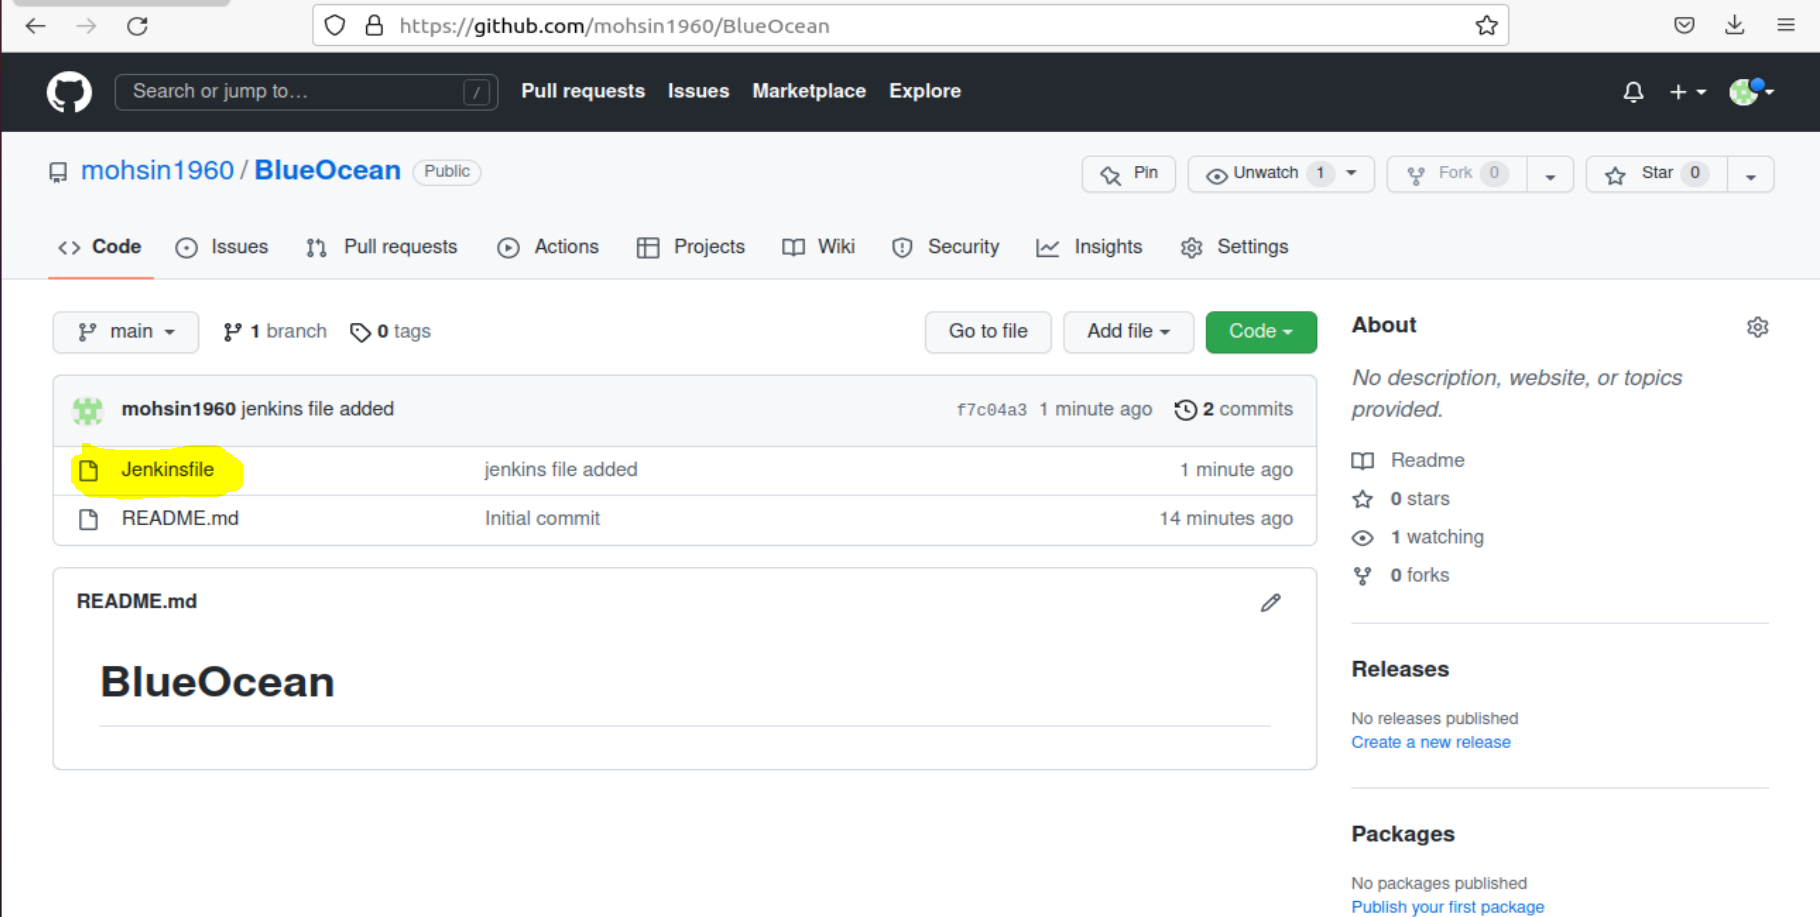 https://github.com/mohsin1960/BlueOcean
Search or jump to… / Pull requests Issues Marketplace Explore
mohsin1960 / BlueOcean Public Pin Unwatch 1 Fork 0 Star 0
Code Issues Pull requests Actions Projects Wiki Security Insights Settings
main 1 branch 0 tags Go to file Add file Code
mohsin1960 jenkins file added f7c04a3 1 minute ago 2 commits
Jenkinsfile jenkins file added 1 minute ago
README.md Initial commit 14 minutes ago
README.md
BlueOcean
About
No description, website, or topics
provided.
Readme
0 stars
1 watching
0 forks
Releases
No releases published
Create a new release
Packages
No packages published
Publish your first package